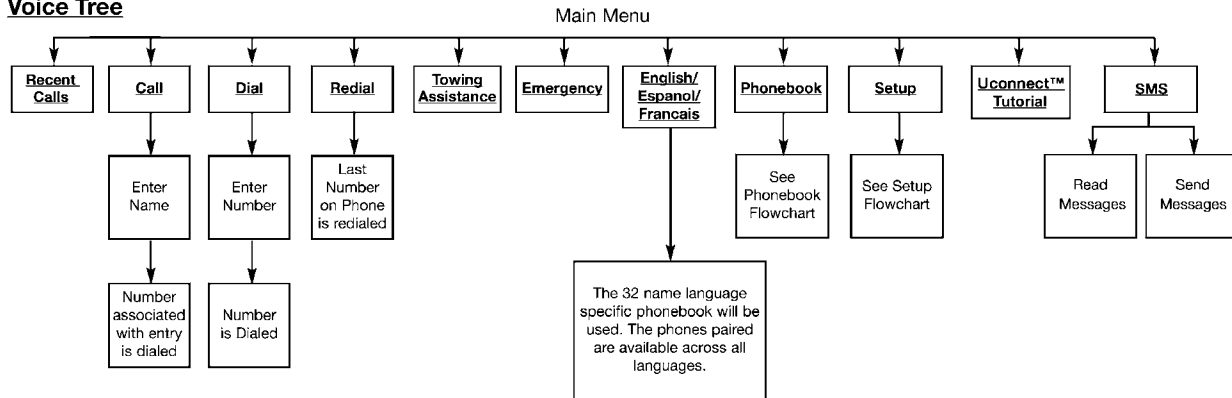 Voice Tree
Main Menu
Recent
Calls
Call
Dial
Redial
Towing
Assistance
Emergency
English/
Espanol/
Francais
Phonebook
Setup
Uconnect™
Tutorial
SMS
Enter
Name
Enter
Number
Last
Number
on Phone
is redialed
See
Phonebook
Flowchart
See Setup
Flowchart
Read
Messages
Send
Messages
Number
associated
with entry
is dialed
Number
is Dialed
The 32 name language
specific phonebook will be
used. The phones paired
are available across all
languages.